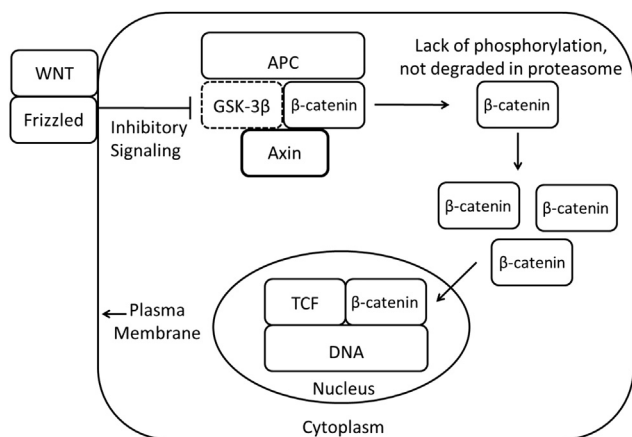 WNT
Frizzled
Inhibitory
Signaling
APC
GSK-3β
β-catenin
Axin
Lack of phosphorylation,
not degraded in proteasome
β-catenin
β-catenin
β-catenin
β-catenin
TCF
β-catenin
DNA
Nucleus
Plasma
Membrane
Cytoplasm